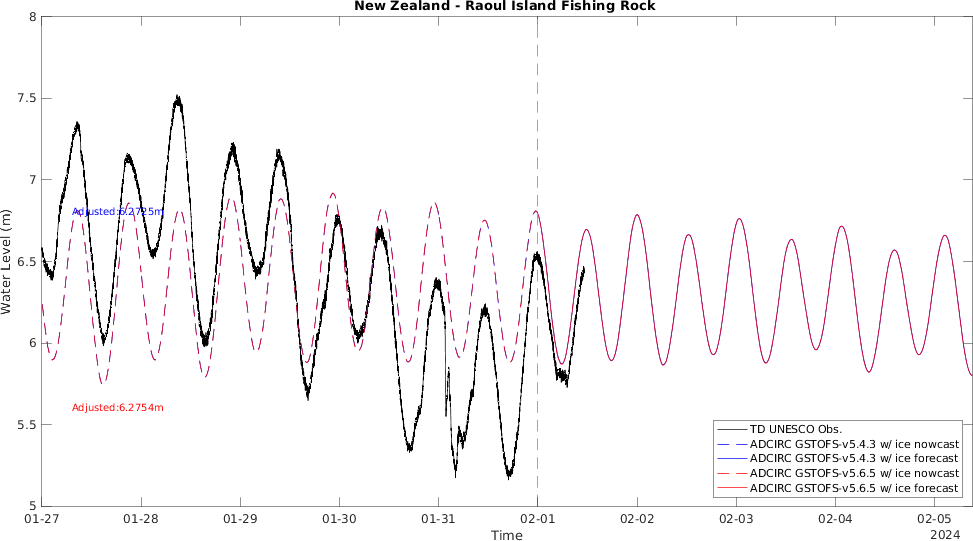 New Zealand - Raoul Island Fishing Rock
8
7.5
7
6.5
6
5.5
5
Water Level (m)
Adjusted:6.2725m
Adjusted:6.2754m
TD UNESCO Obs.
ADCIRC GSTOFS-v5.4.3 w/ ice nowcast
ADCIRC GSTOFS-v5.4.3 w/ ice forecast
ADCIRC GSTOFS-v5.6.5 w/ ice nowcast
ADCIRC GSTOFS-v5.6.5 w/ ice forecast
01-27 01-28 01-29 01-30 01-31 02-01 02-02 02-03 02-04 02-05
Time
2024